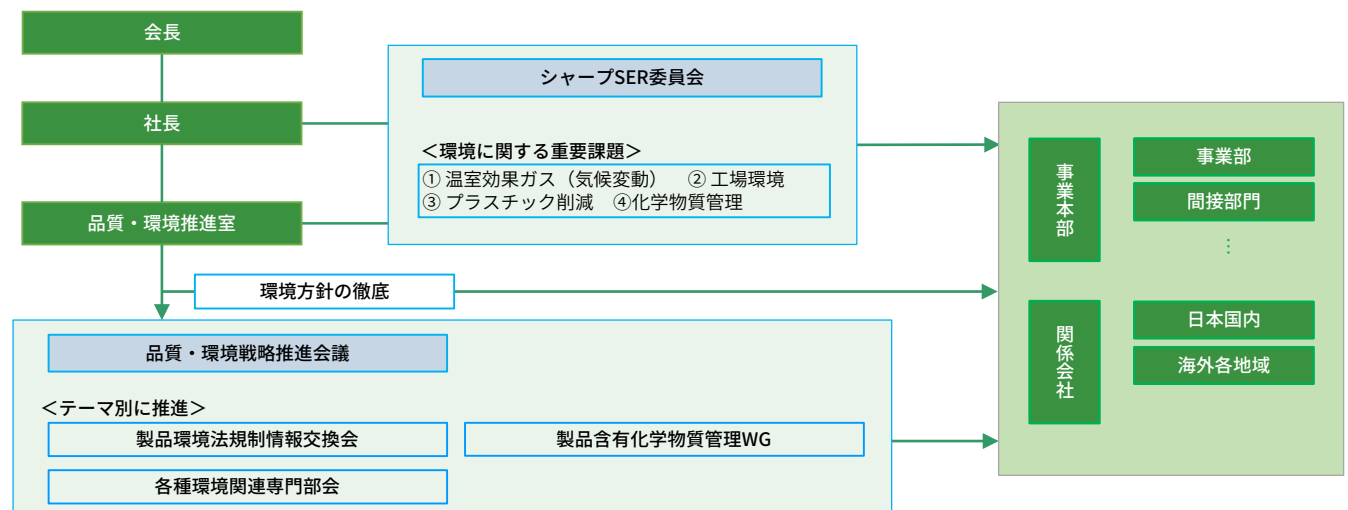 会長
社長
品質・環境推進室
シャープSER委員会
＜環境に関する重要課題＞
① 温室効果ガス（気候変動）　② 工場環境
③ プラスチック削減　④化学物質管理
環境方針の徹底
品質・環境戦略推進会議
＜テーマ別に推進＞
製品環境法規制情報交換会
製品含有化学物質管理WG
各種環境関連専門部会
事業本部
事業部
間接部門
⋮
関係会社
日本国内
海外各地域